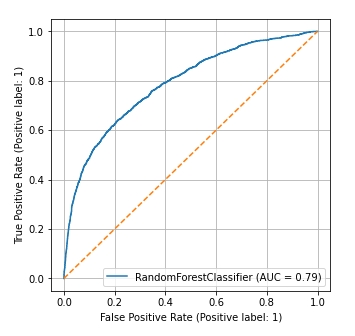 1.0
0.8
0.6
0.4
0.2
0.0
True Positive Rate (Positive label: 1)
RandomForestClassifier (AUC = 0.79)
0.0 0.2 0.4 0.6 0.8 1.0
False Positive Rate (Positive label: 1)